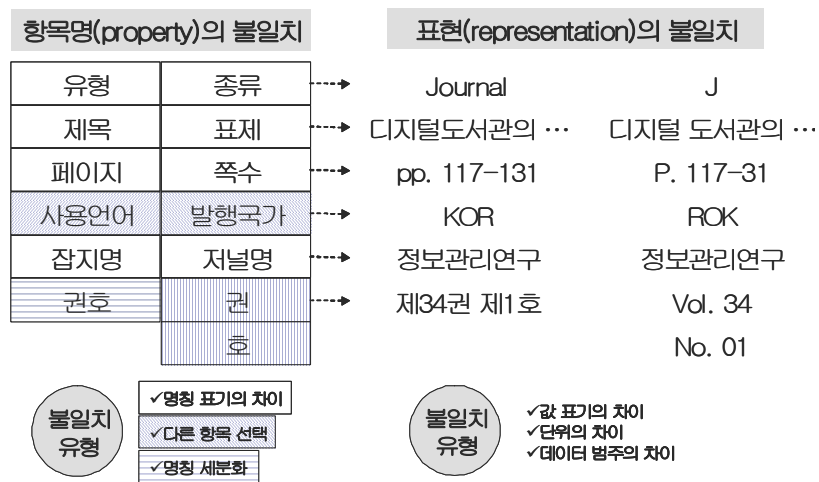 항목명(property)의 불일치 표현(representation)의 불일치
유형 종류 Journal J
제목 표제 디지털도서관의 … 디지털 도서관의 …
페이지 쪽수 pp. 117-131 P. 117-31
사용언어 발행국가 KOR ROK
잡지명 저널명 정보관리연구 정보관리연구
권호 권 제34권 제1호 Vol. 34
호 No. 01
불일치 유형
✓명칭 표기의 차이
✓다른 항목 선택
✓명칭 세분화
불일치 유형
✓값 표기의 차이
✓단위의 차이
✓데이터 범주의 차이